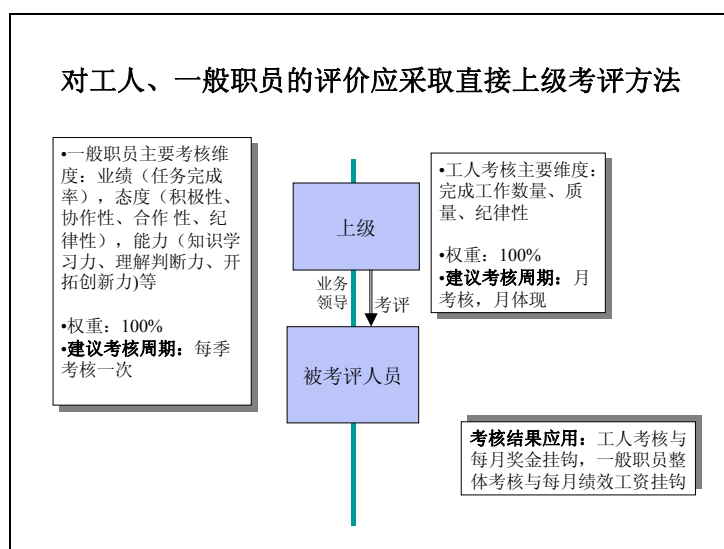 对工人、一般职员的评价应采取直接上级考评方法
•一般职员主要考核维
度：业绩（任务完成
率），态度（积极性、
协作性、合作 性、纪
律性），能力（知识学
习力、理解判断力、开
拓创新力)等
•权重：100%
•建议考核周期：每季
考核一次
上级
业务
领导
考评
被考评人员
•工人考核主要维度：
完成工作数量、质
量、纪律性
•权重：100%
•建议考核周期：月
考核，月体现
考核结果应用：工人考核与
每月奖金挂钩，一般职员整
体考核与每月绩效工资挂钩